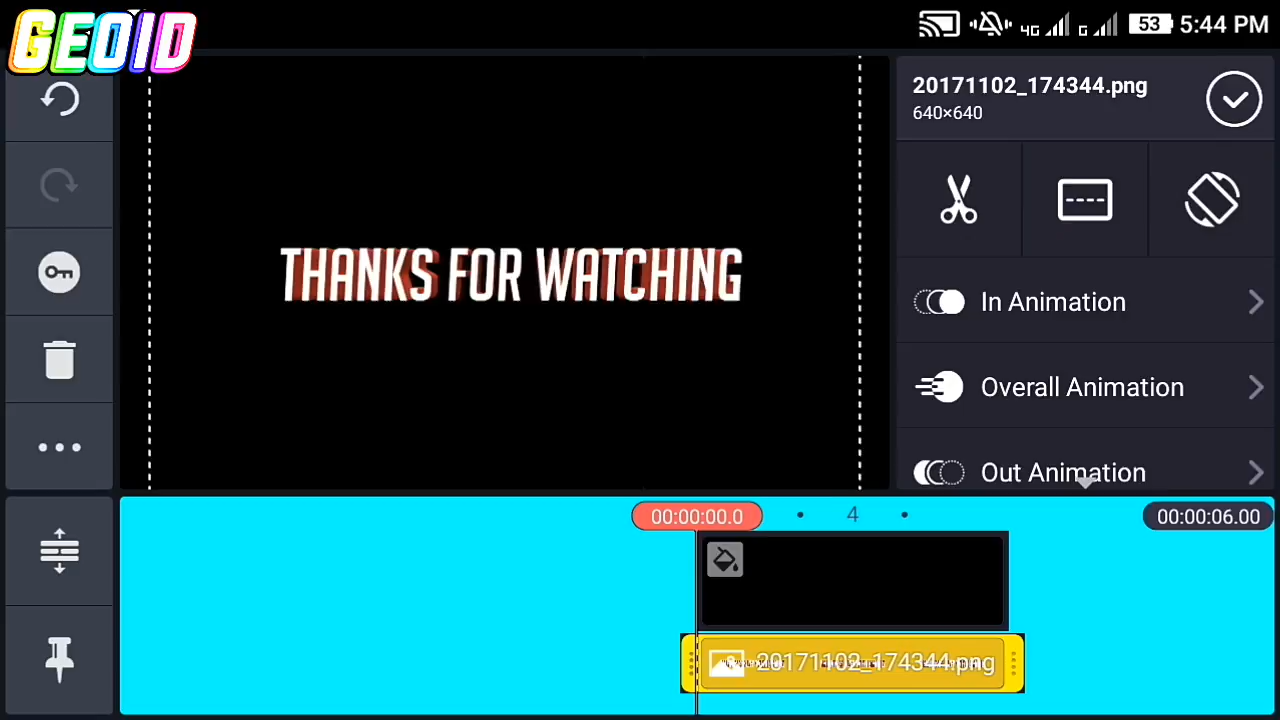 GEOID
4G
G
53
5:44 PM
20171102_174344.png
640×640
THANKS FOR WATCHING
In Animation
Overall Animation
Out Animation
00:00:00.0
4
00:00:06.00
20171102_174344.png